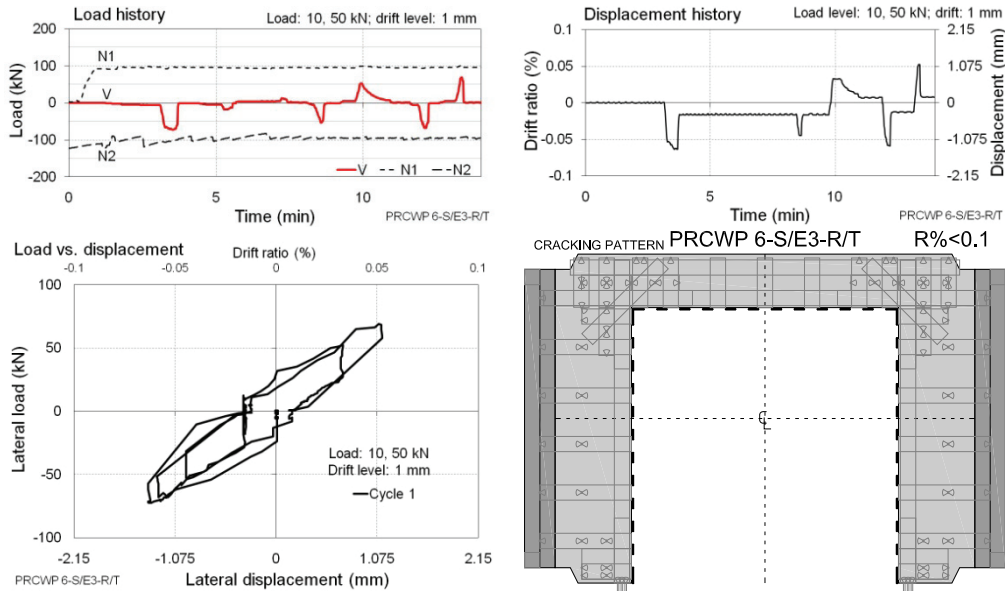 Load history
Load: 10, 50 kN; drift level: 1 mm
Load (kN)
200
100
0
-100
-200
N1
V
N2
V N1 N2
0 5 10
Time (min)
PRCWP 6-S/E3-R/T
Displacement history
Load level: 10, 50 kN; drift: 1 mm
Drift ratio (%)
0.1
0.05
0
-0.05
-0.1
2.15
1.075
0
-1.075
-2.15
Displacement (mm)
0 5 10
Time (min)
PRCWP 6-S/E3-R/T
Load vs. displacement
Drift ratio (%)
-0.1 -0.05 0 0.05 0.1
Lateral load (kN)
100
50
0
-50
-100
Load: 10, 50 kN
Drift level: 1 mm
Cycle 1
-2.15 -1.075 0 1.075 2.15
PRCWP 6-S/E3-R/T
Lateral displacement (mm)
CRACKING PATTERN PRCWP 6-S/E3-R/T R%<0.1